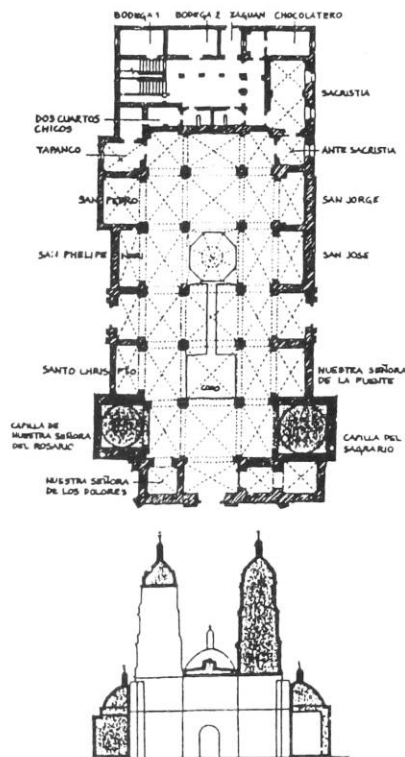 BODEGA 1 BODEGA 2 ZAGUAN CHOCOLATERO
SACRISTIA
DOS CUARTOS
CHICOS
TAPANCO
ANTE SACRISTIA
SAN PEDRO
SAN JORGE
SAN PHELIPE NERI
SAN JOSE
SANTO CHRISPTO
NUESTRA SEÑORA
DE LA FUENTE
CORO
CAPILLA DE
NUESTRA SEÑORA
DEL ROSARIO
CAPILLA DEL
SAGRARIO
NUESTRA SEÑORA
DE LOS DOLORES